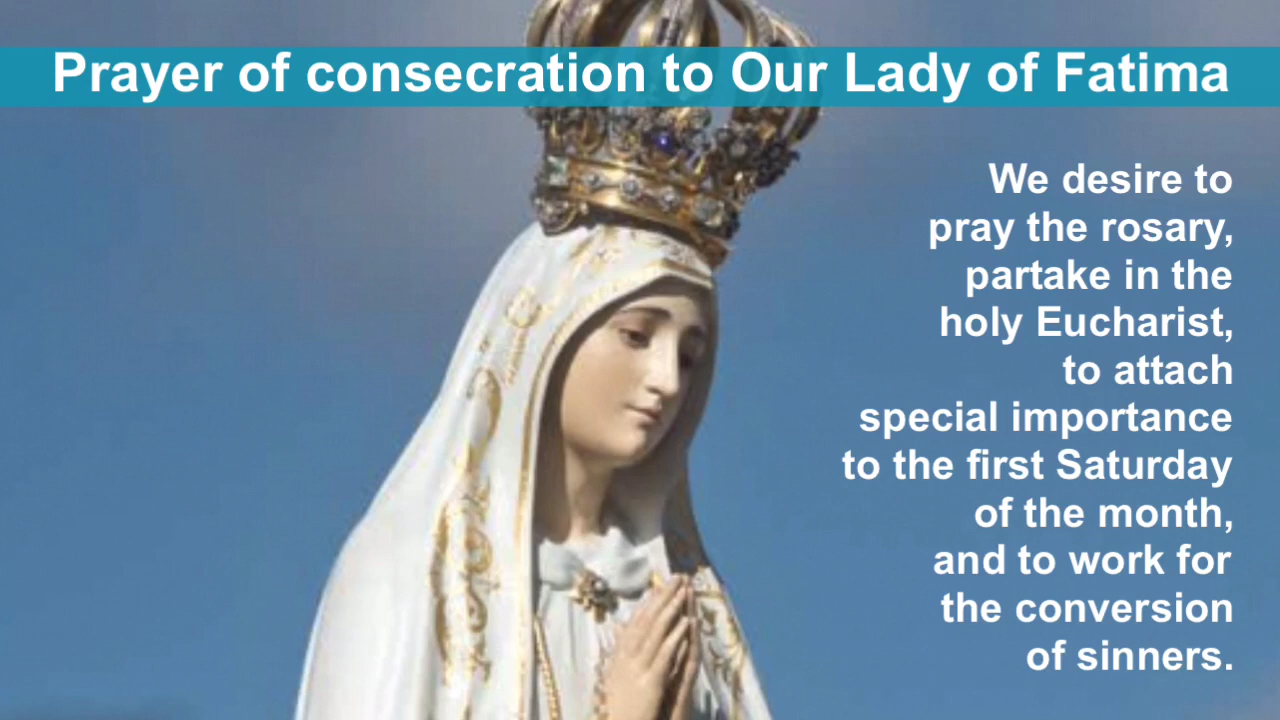 Prayer of consecration to Our Lady of Fatima
We desire to
pray the rosary,
partake in the
holy Eucharist,
to attach
special importance
to the first Saturday
of the month,
and to work for
the conversion
of sinners.